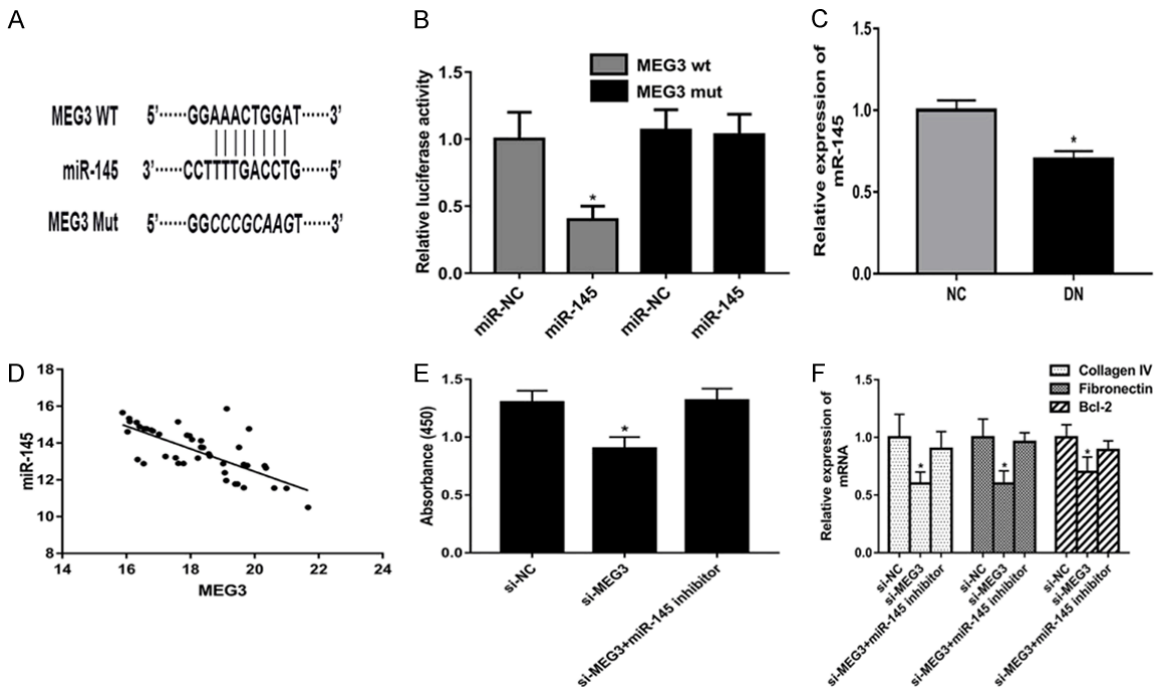 A
MEG3 WT 5'······GGAAACTGGAT······3'
miR-145 3'······CCTTTTGACCTG······5'
MEG3 Mut 5'······GGCCCGCAAGT······3'
B
MEG3 wt
MEG3 mut
Relative luciferase activity
1.5
1.0
0.5
0.0
*
miR-NC
miR-145
miR-NC
miR-145
C
Relative expression of
mR-145
1.5
1.0
0.5
0.0
*
NC
DN
D
miR-145
18
16
14
12
10
8
14 16 18 20 22 24
MEG3
E
Absorbance (450)
1.5
1.0
0.5
0.0
*
si-NC
si-MEG3
si-MEG3+miR-145 inhibitor
F
Collagen IV
Fibronectin
Bcl-2
Relative expression of
mRNA
1.5
1.0
0.5
0.0
*
*
*
si-NC
si-MEG3
si-MEG3+miR-145 inhibitor
si-NC
si-MEG3
si-MEG3+miR-145 inhibitor
si-NC
si-MEG3
si-MEG3+miR-145 inhibitor